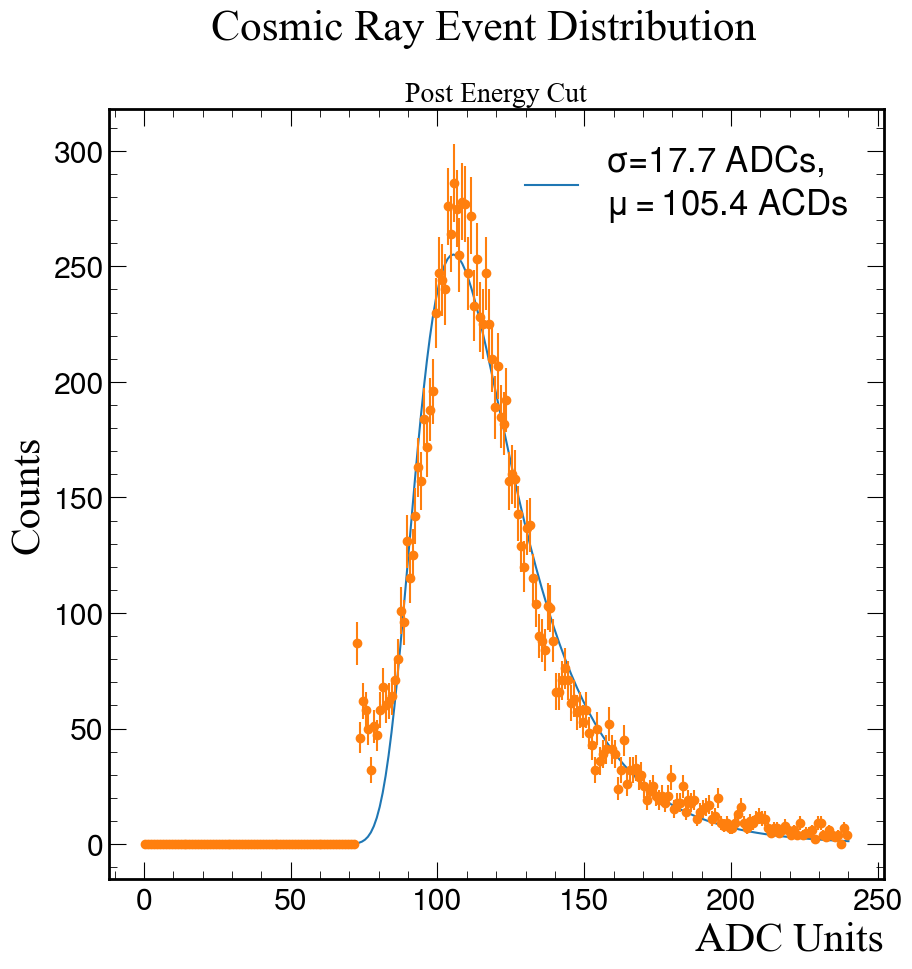 Cosmic Ray Event Distribution
Post Energy Cut
σ=17.7 ADCs,
μ = 105.4 ACDs
300
250
200
150
100
50
0
Counts
0 50 100 150 200 250
ADC Units